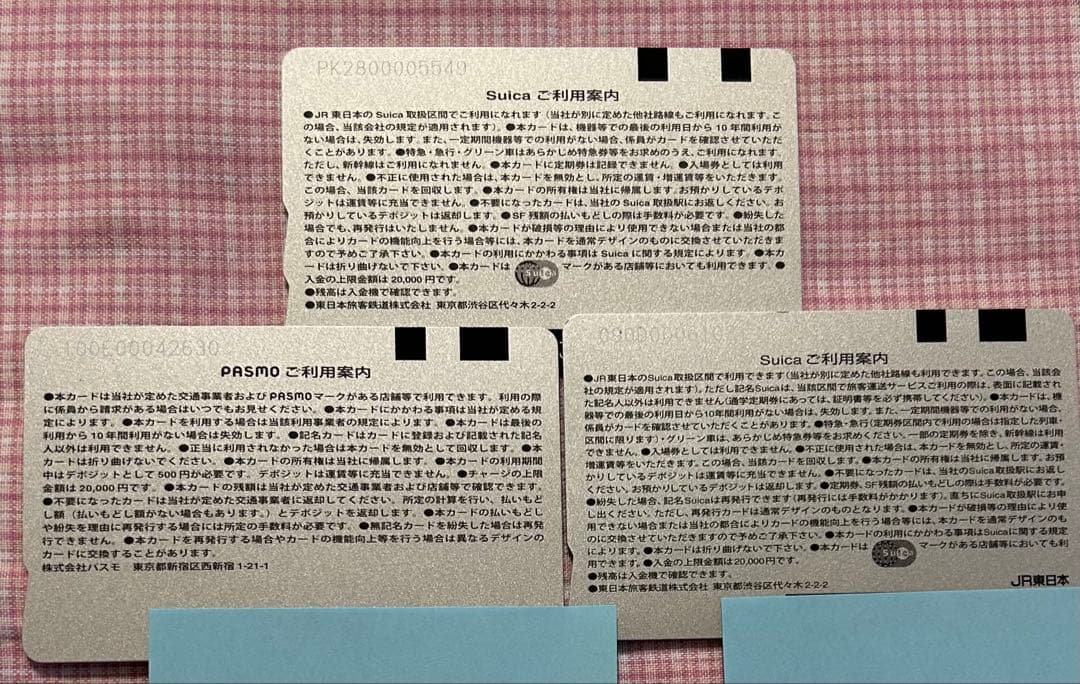 PK2800005549
Suica ご利用案内
●JR東日本のSuica取扱区間でご利用になれます(当社が別に定めた他社路線もご利用になれます。こ
の場合、当該会社の規定が適用されます)。●本カードは、機器等での最後の利用日から10年間利用が
ない場合は、失効します。また、一定期間機器等での利用がない場合、係員がカードを確認させていただ
くことがあります。●特急・急行・グリーン車はあらかじめ特急券等をお求めのうえ、ご利用になれます。
ただし、新幹線はご利用になれません。●本カードに定期券は記録できません。●入場券としては利用
できません。●不正に使用された場合は、本カードを無効とし、所定の運賃・増運賃等をいただきます。
この場合、当該カードを回収します。●本カードの所有権は当社に帰属します。お預かりしているデポ
ジットは運賃等に充当できません。●不要になったカードは、当社のSuica取扱駅にお返しください。お
預かりしているデポジットは返却します。●SF残額の払いもどしの際は手数料が必要です。●紛失した
場合でも、再発行はいたしません。●本カードが破損等の理由により使用できない場合または当社の都
合によりカードの機能向上を行う場合等には、本カードを通常デザインのものに交換させていただきま
すので予めご了承下さい。●本カードの利用にかかわる事項はSuicaに関する規定によります。●本カ
ードは折り曲げないで下さい。●本カードは Suica マークがある店舗等においても利用できます。●
入金の上限金額は20,000円です。
●残高は入金機で確認できます。
●東日本旅客鉄道株式会社 東京都渋谷区代々木2-2-2
PASMO ご利用案内
●本カードは当社が定めた交通事業者およびPASMOマークがある店舗等で利用できます。利用の際
に係員から請求がある場合はいつでもお見せください。●本カードにかかわる事項は当社が定める規
定によります。●本カードを利用する場合は当該利用事業者の規定によります。●本カードは最後の
利用から10年間利用がない場合は失効します。●記名カードはカードに登録および記載された記名
人以外は利用できません。●正当に利用されなかった場合は本カードを無効として回収します。●本
カードは折り曲げないでください。●本カードの所有権は当社に帰属します。●本カードの利用期間
中はデポジットとして500円が必要です。デポジットは運賃等に充当できません。●チャージの上限
金額は20,000円です。●本カードの残額は当社が定めた交通事業者および店舗等で確認できます。
●不要になったカードは当社が定めた交通事業者に返却してください。所定の計算を行い、払いもど
し額(払いもどし額がない場合もあります。)とデポジットを返却します。●本カードの払いもどし
や紛失を理由に再発行する場合には所定の手数料が必要です。●無記名カードを紛失した場合は再発
行できません。●本カードを再発行する場合やカードの機能向上等を行う場合は異なるデザインの
カードに交換することがあります。
株式会社パスモ 東京都新宿区西新宿1-21-1
Suica ご利用案内
●JR東日本のSuica取扱区間で利用できます(当社が別に定めた他社路線も利用できます。この場合、当該会
社の規定が適用されます)。ただし記名Suicaは、当該区間で旅客運送サービスご利用の際は、表面に記載され
た記名人以外は利用できません(通学定期券にあっては、証明書等を必ず携帯してください)。●本カードは、機
器等での最後の利用日から10年間利用がない場合は、失効します。また、一定期間機器等での利用がない場合、
係員がカードを確認させていただくことがあります。●特急・急行(定期券区間内で利用の場合は指定した列車・
区間に限ります)・グリーン車は、あらかじめ特急券等をお求めください。一部の定期券を除き、新幹線は利用
できません。●入場券としては利用できません。●不正に使用された場合は、本カードを無効とし、所定の運賃・
増運賃等をいただきます。この場合、当該カードを回収します。●本カードの所有権は当社に帰属します。お預
かりしているデポジットは運賃等に充当できません。●不要になったカードは、当社のSuica取扱駅にお返し
ください。お預かりしているデポジットは返却します。●定期券、SF残額の払いもどしの際は手数料が必要です。
●紛失した場合、記名Suicaは再発行できます(再発行には手数料がかかります)。直ちにSuica取扱駅にお申
し出ください。ただし、再発行カードは通常デザインのものとなります。●本カードが破損等の理由により使
用できない場合または当社の都合によりカードの機能向上を行う場合等には、本カードを通常デザインのも
のに交換させていただきますので予めご了承下さい。●本カードの利用にかかわる事項はSuicaに関する規定
によります。●本カードは折り曲げないで下さい。●本カードは Suica マークがある店舗等においても利
用できます。●入金の上限金額は20,000円です。
●残高は入金機で確認できます。
●東日本旅客鉄道株式会社 東京都渋谷区代々木2-2-2
JR東日本